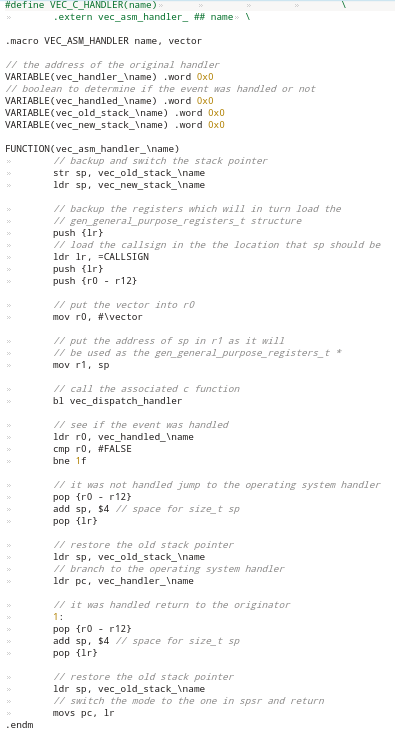 #define VEC_C_HANDLER(name) \
.extern vec_asm_handler_ ## name \
.macro VEC_ASM_HANDLER name, vector
// the address of the original handler
VARIABLE(vec_handler_\name) .word 0x0
// boolean to determine if the event was handled or not
VARIABLE(vec_handled_\name) .word 0x0
VARIABLE(vec_old_stack_\name) .word 0x0
VARIABLE(vec_new_stack_\name) .word 0x0
FUNCTION(vec_asm_handler_\name)
// backup and switch the stack pointer
str sp, vec_old_stack_\name
ldr sp, vec_new_stack_\name
// backup the registers which will in turn load the
// gen_general_purpose_registers_t structure
push {lr}
// load the callsign in the the location that sp should be
ldr lr, =CALLSIGN
push {lr}
push {r0 - r12}
// put the vector into r0
mov r0, #\vector
// put the address of sp in r1 as it will
// be used as the gen_general_purpose_registers_t *
mov r1, sp
// call the associated c function
bl vec_dispatch_handler
// see if the event was handled
ldr r0, vec_handled_\name
cmp r0, #FALSE
bne 1f
// it was not handled jump to the operating system handler
pop {r0 - r12}
add sp, $4 // space for size_t sp
pop {lr}
// restore the old stack pointer
ldr sp, vec_old_stack_\name
// branch to the operating system handler
ldr pc, vec_handler_\name
// it was handled return to the originator
1:
pop {r0 - r12}
add sp, $4 // space for size_t sp
pop {lr}
// restore the old stack pointer
ldr sp, vec_old_stack_\name
// switch the mode to the one in spsr and return
movs pc, lr
.endm